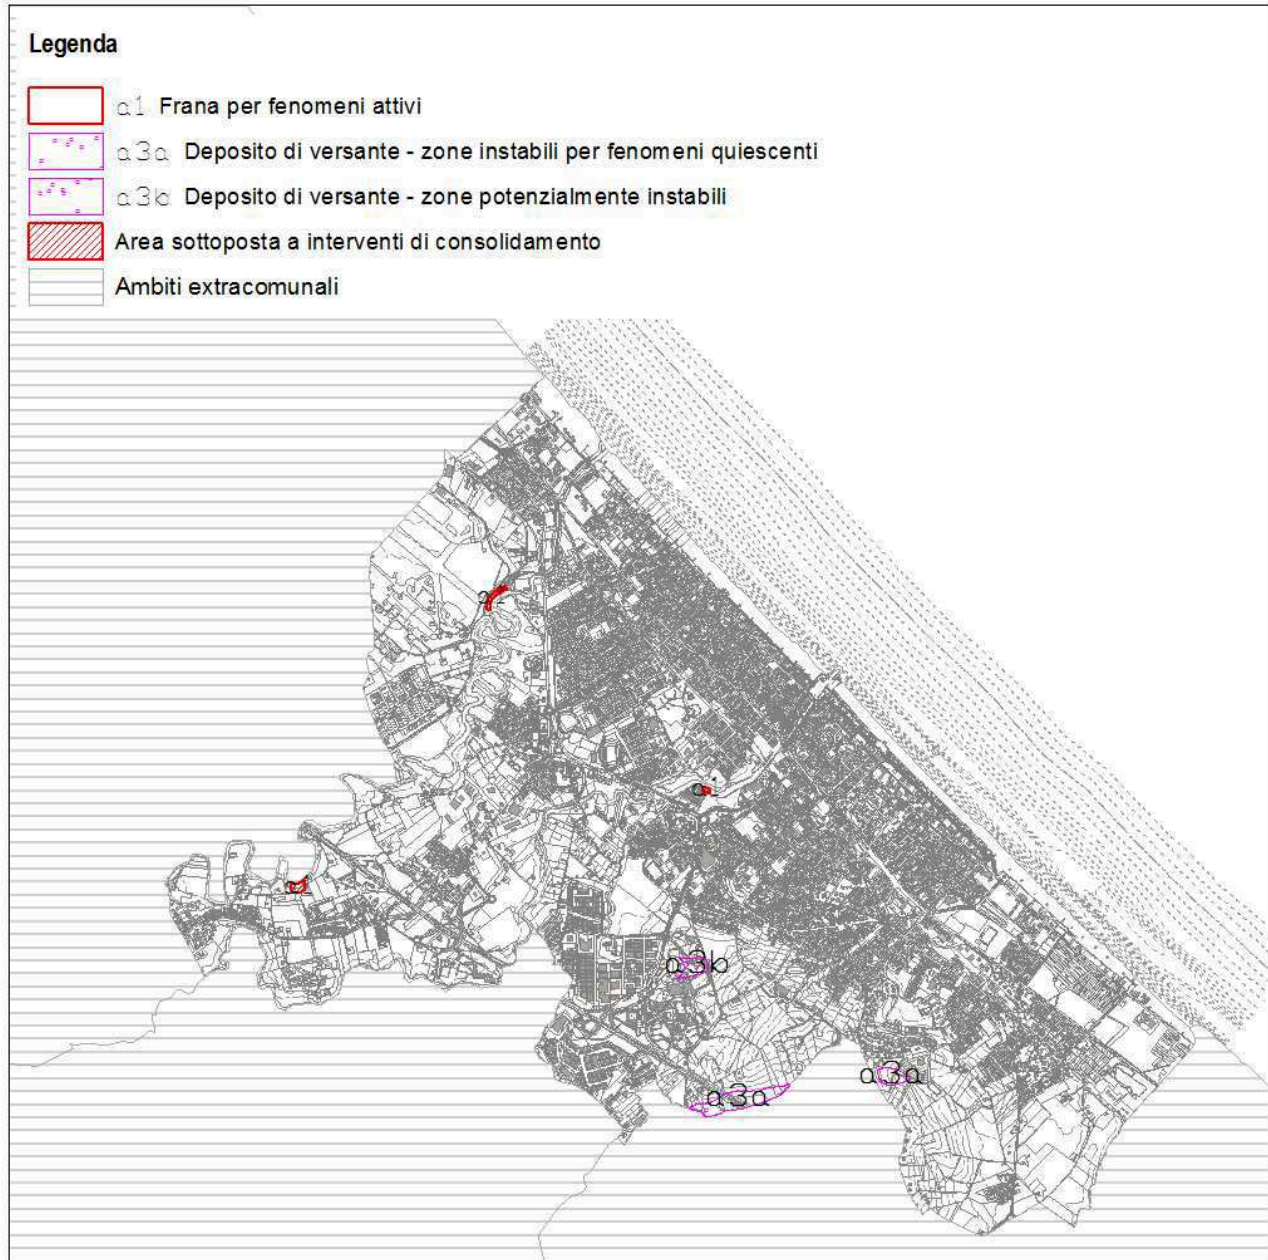 Legenda
a1 Frana per fenomeni attivi
a3a Deposito di versante - zone instabili per fenomeni quiescenti
a3b Deposito di versante - zone potenzialmente instabili
Area sottoposta a interventi di consolidamento
Ambiti extracomunali
a1
a3b
a3a
a3a